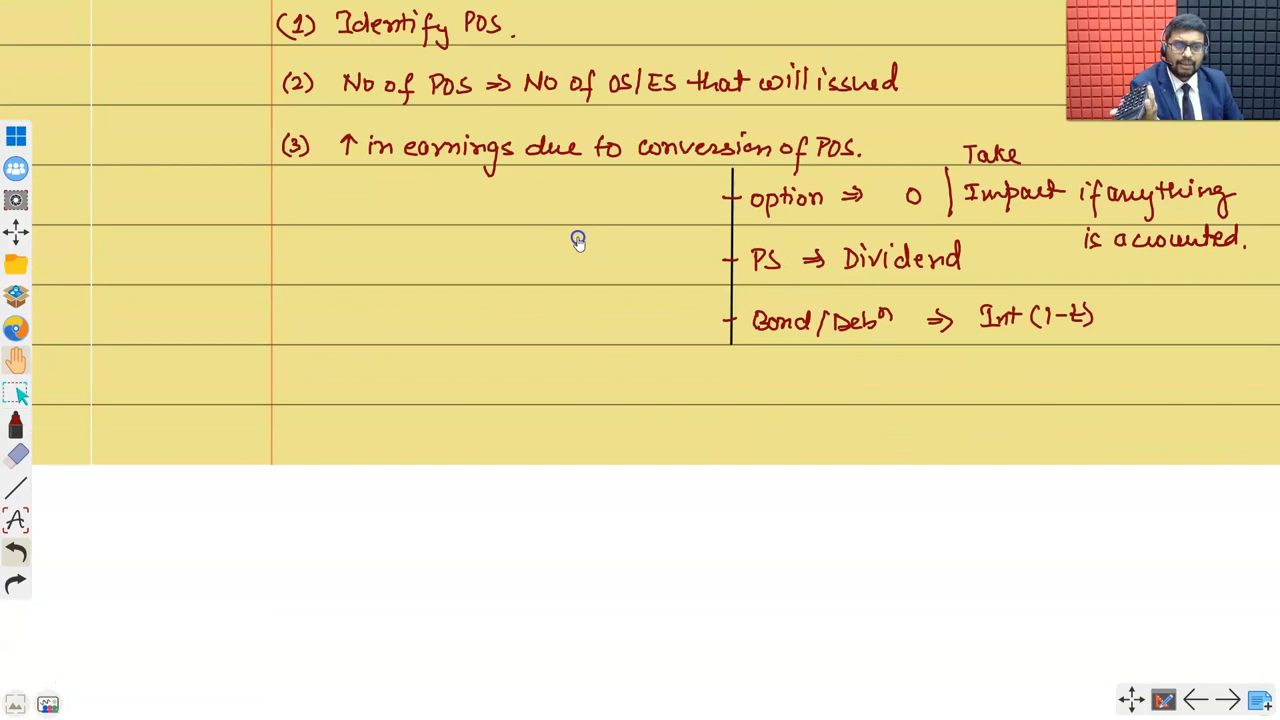 (1) Identify POS.
(2) No of POS ⇒ No of OS/ES that will issued
(3) ↑ in earnings due to conversion of POS.
Take
option ⇒ 0 | Impact if anything
is accounted.
PS ⇒ Dividend
Bond/Debⁿ ⇒ Int (1-t)
A